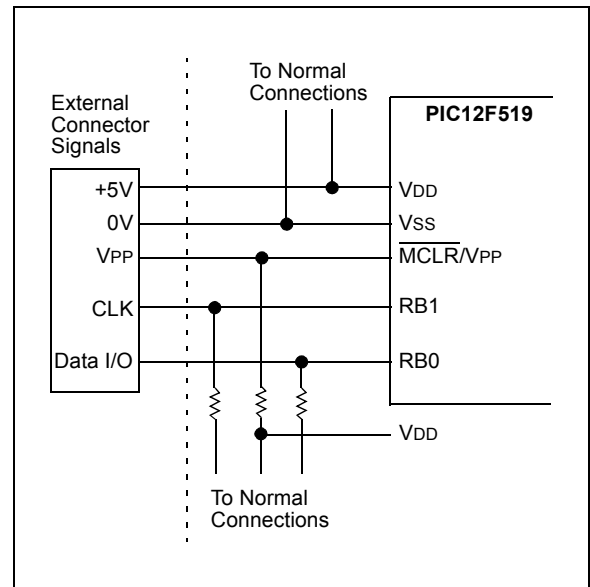 To Normal
Connections
External
Connector
Signals
PIC12F519
+5V
VDD
0V
VSS
VPP
MCLR/VPP
CLK
RB1
Data I/O
RB0
VDD
To Normal
Connections